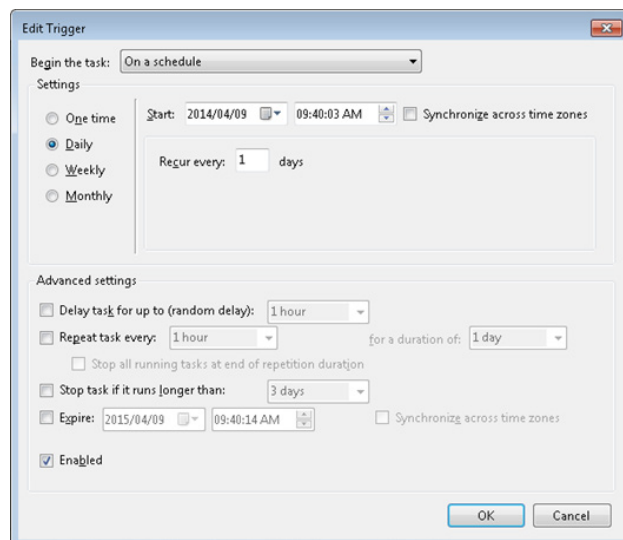 Edit Trigger
Begin the task: On a schedule
Settings
One time
Start: 2014/04/09 09:40:03 AM Synchronize across time zones
Daily
Recur every: 1 days
Weekly
Monthly
Advanced settings
Delay task for up to (random delay): 1 hour
Repeat task every: 1 hour for a duration of: 1 day
Stop all running tasks at end of repetition duration
Stop task if it runs longer than: 3 days
Expire: 2015/04/09 09:40:14 AM Synchronize across time zones
Enabled
OK Cancel